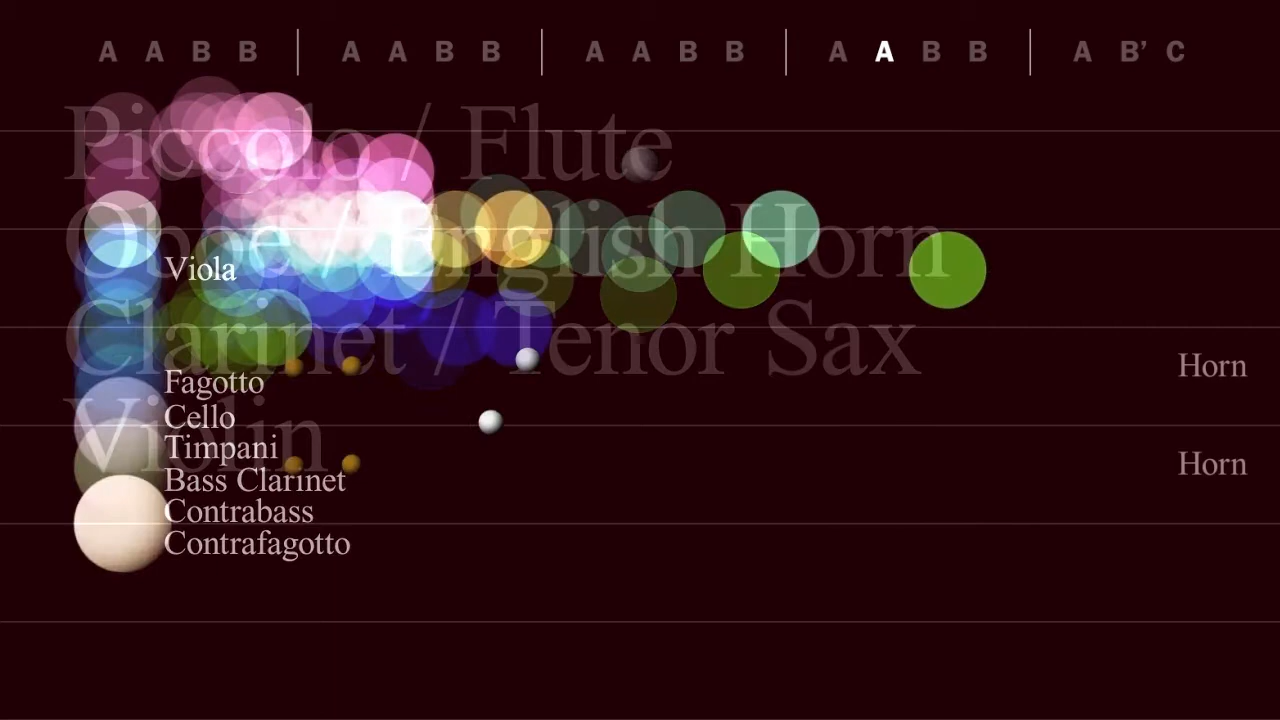 A A B B | A A B B | A A B B | A A B B | A B’ C
Piccolo / Flute
Oboe / English Horn
Viola
Clarinet / Tenor Sax
Horn
Fagotto
Cello
Violin
Timpani
Horn
Bass Clarinet
Contrabass
Contrafagotto